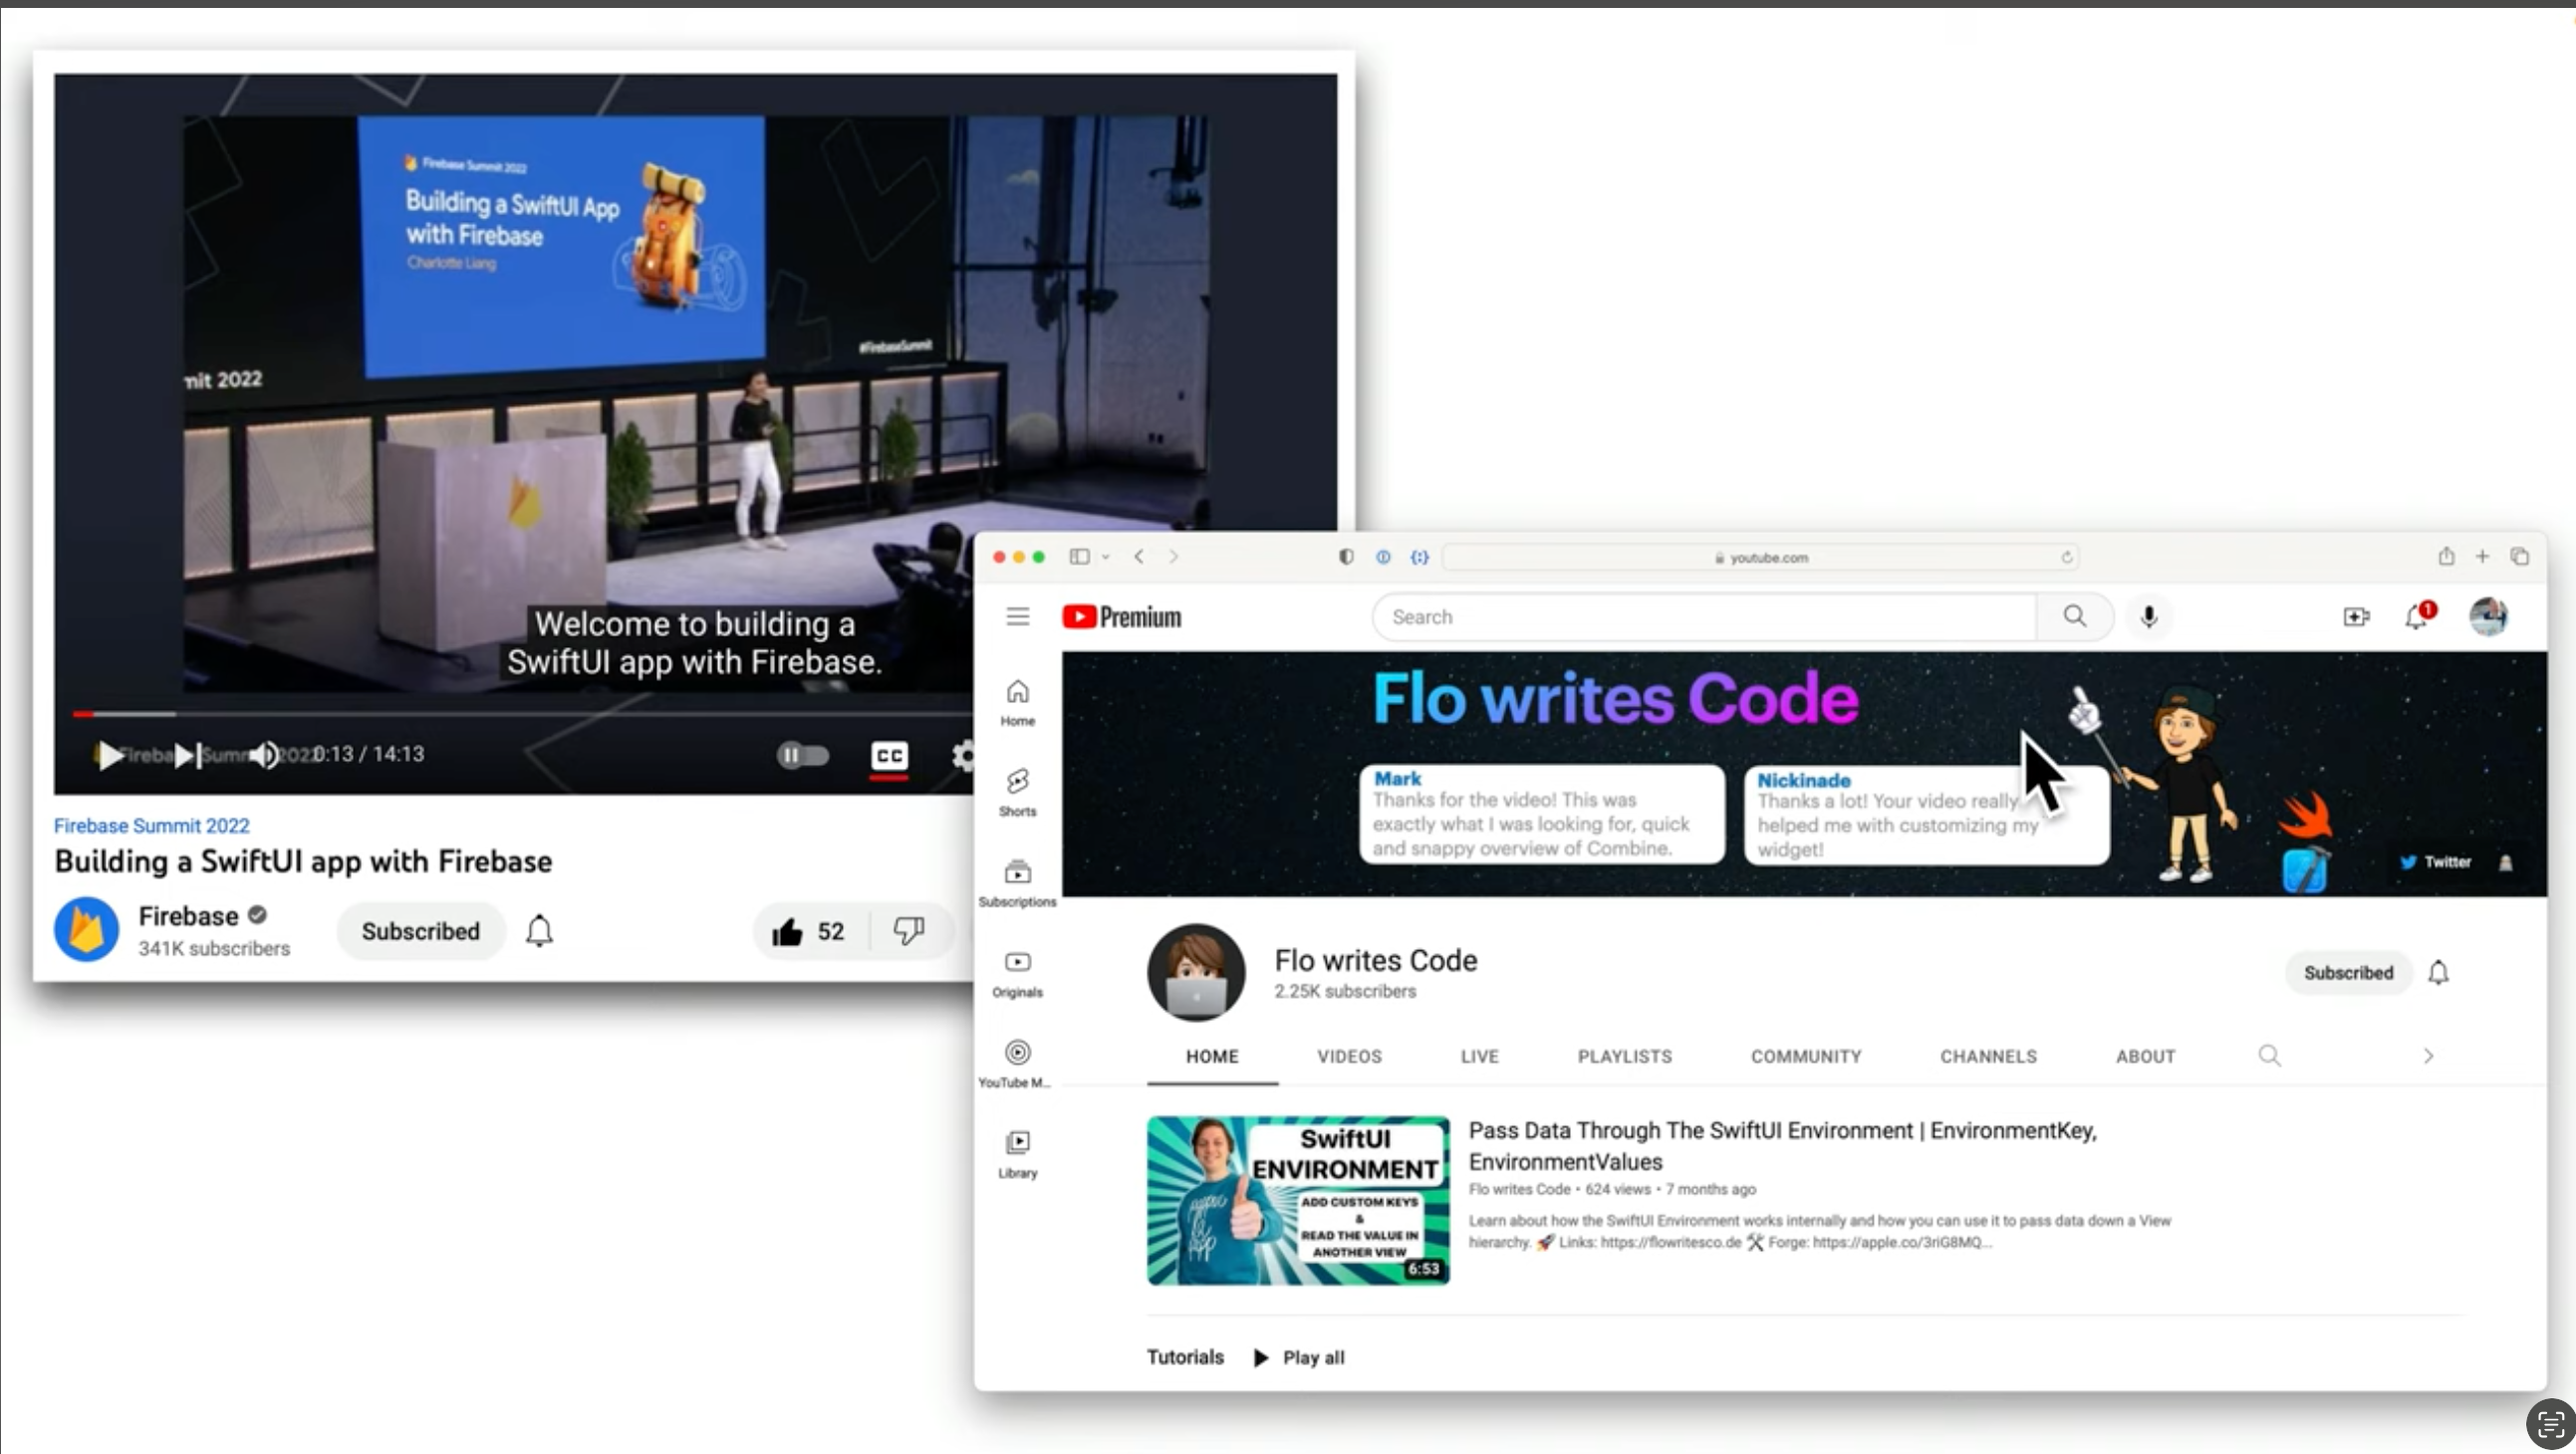 Firebase Summit 2022
Building a SwiftUI App
with Firebase
Charlotte Liang
#FirebaseSummit
mit 2022
Welcome to building a
SwiftUI app with Firebase.
Fireba Summ 2022
0:13 / 14:13
CC
Firebase Summit 2022
Building a SwiftUI app with Firebase
Firebase
341K subscribers
Subscribed
52
youtube.com
Premium
Search
1
Home
Shorts
Subscriptions
Originals
YouTube M...
Library
Flo writes Code
Mark
Thanks for the video! This was
exactly what I was looking for, quick
and snappy overview of Combine.
Nickinade
Thanks a lot! Your video really
helped me with customizing my
widget!
Twitter
Flo writes Code
2.25K subscribers
Subscribed
HOME
VIDEOS
LIVE
PLAYLISTS
COMMUNITY
CHANNELS
ABOUT
SwiftUI
ENVIRONMENT
ADD CUSTOM KEYS
&
READ THE VALUE IN
ANOTHER VIEW
6:53
Pass Data Through The SwiftUI Environment | EnvironmentKey,
EnvironmentValues
Flo writes Code • 624 views • 7 months ago
Learn about how the SwiftUI Environment works internally and how you can use it to pass data down a View
hierarchy. 🚀 Links: https://flowritesco.de 🛠 Forge: https://apple.co/3riG8MQ...
Tutorials
Play all